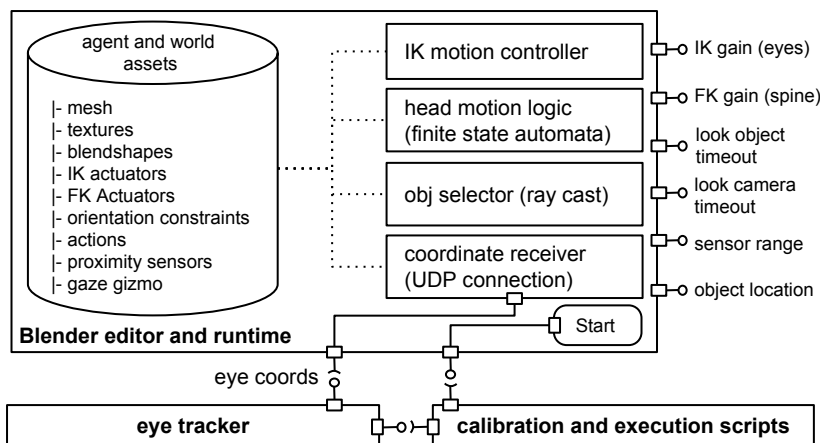 agent and world
assets
|- mesh
|- textures
|- blendshapes
|- IK actuators
|- FK Actuators
|- orientation constraints
|- actions
|- proximity sensors
|- gaze gizmo
IK motion controller
head motion logic
(finite state automata)
obj selector (ray cast)
coordinate receiver
(UDP connection)
Start
Blender editor and runtime
IK gain (eyes)
FK gain (spine)
look object
timeout
look camera
timeout
sensor range
object location
eye coords
eye tracker
calibration and execution scripts